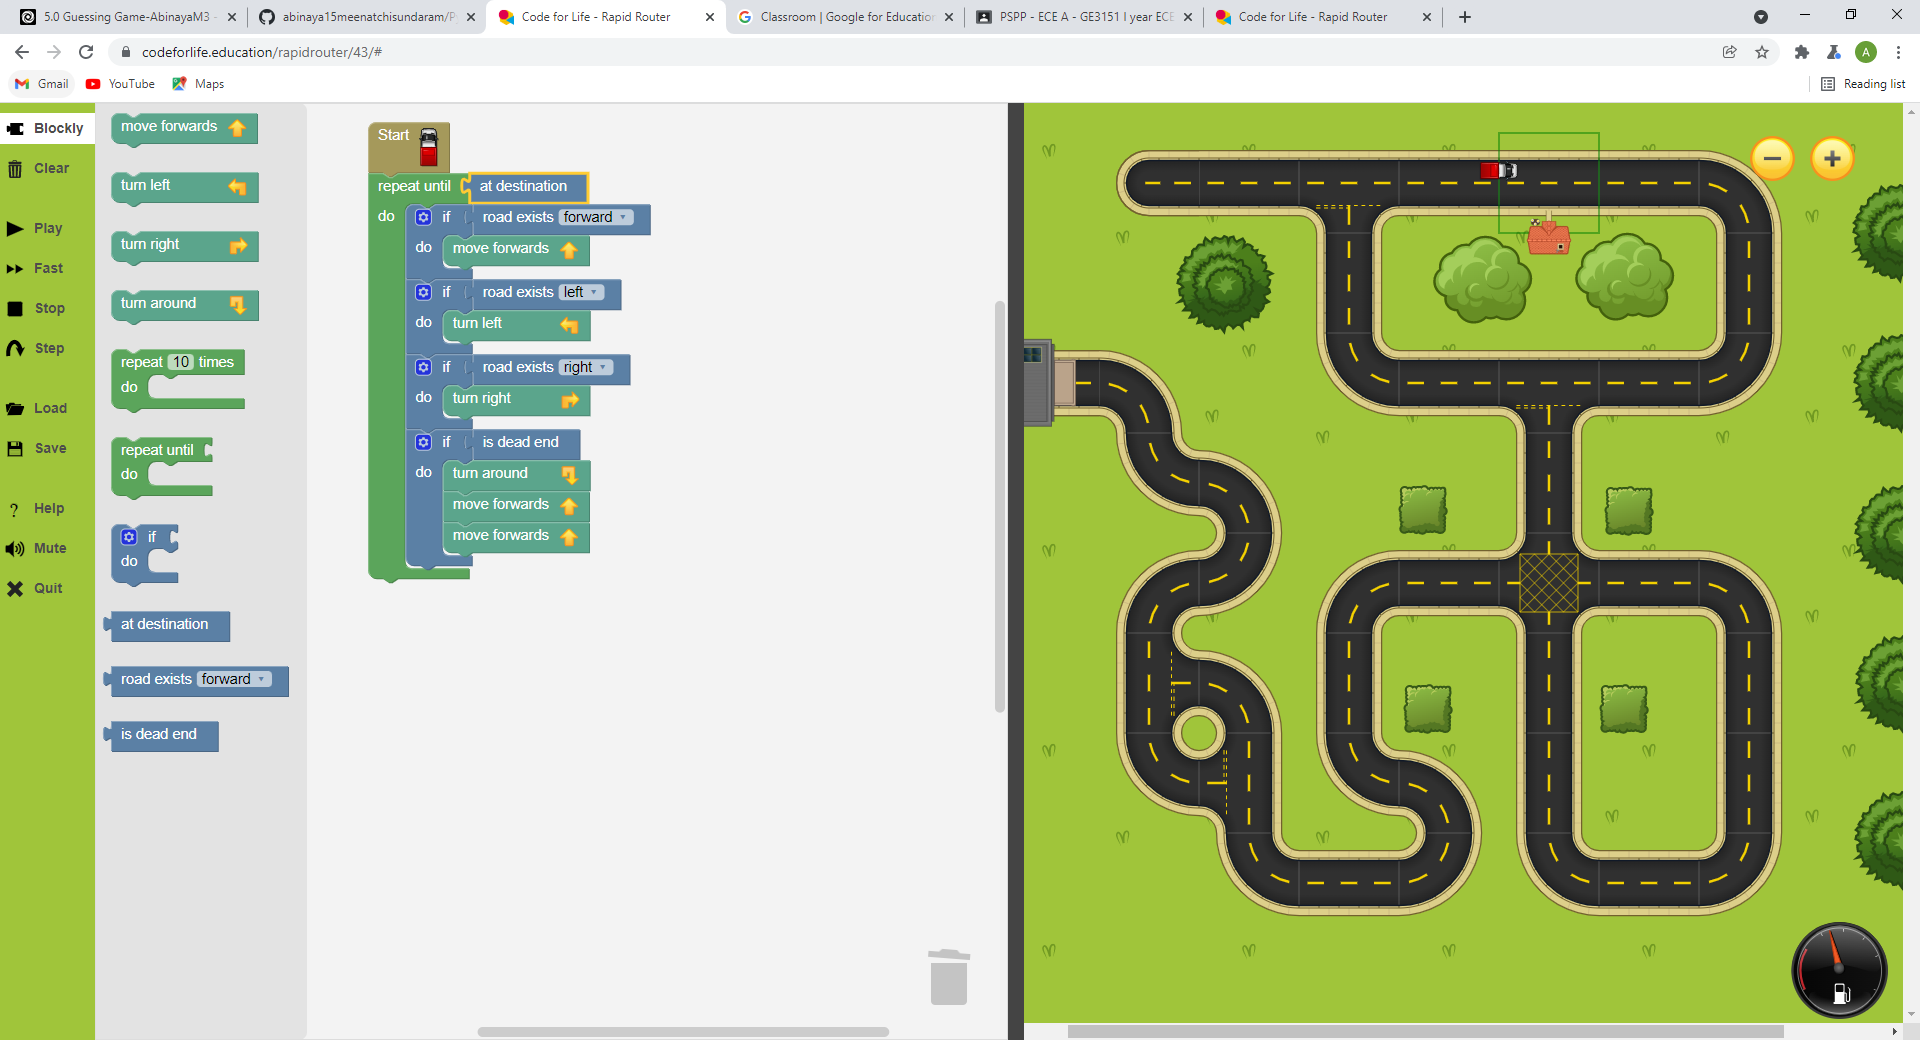 5.0 Guessing Game-AbinayaM3 -
abinaya15meenatchisundaram/P
Code for Life - Rapid Router
Classroom | Google for Education
PSPP - ECE A - GE3151 I year ECE
Code for Life - Rapid Router
codeforlife.education/rapidrouter/43/#
A
Gmail
YouTube
Maps
Reading list
Blockly
Clear
Play
Fast
Stop
Step
Load
Save
Help
Mute
Quit
move forwards
turn left
turn right
turn around
repeat 10 times
do
repeat until
do
if
do
at destination
road exists forward
is dead end
Start
repeat until at destination
do if road exists forward
do move forwards
if road exists left
do turn left
if road exists right
do turn right
if is dead end
do turn around
move forwards
move forwards